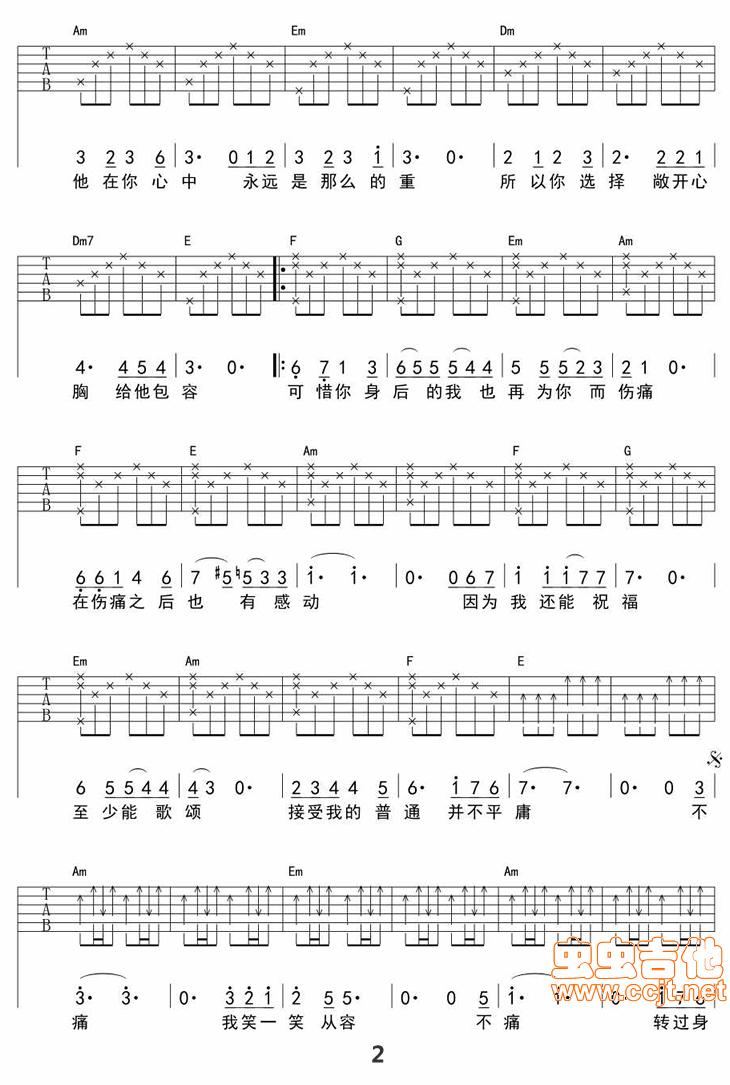 Am Em Dm
T A B
3 2 3 6 3· 0 1 2 3 2 3 1 3· 0· 2 1 2 3 2· 2 2 1
他 在你 心 中 永远 是 那么 的 重 所 以你 选 择 敞开心
Dm7 E F G Em Am
T A B
4· 4 5 4 3· 0· 6 7 1 3 6 5 5 5 4 4 5 5 5 2 3 2 1 0·
胸 给他包 容 可 惜你 身 后 的我 也 再 为你 而 伤痛
F E Am F G
T A B
6 6 1 4 6 7 #5 ♮5 3 3 1· 1· 0· 0 6 7 1 1 1 7 7 7· 0·
在伤痛之 后 也 有 感 动 因为 我 还能 祝 福
Em Am F E
T A B
6 5 5 4 4 4 3 0· 2 3 4 4 5 6· 1 7 6 7· 7· 0· 0 3
至 少能 歌 颂 接受我的 普 通 并不平 庸 不
Am Em Am
T A B
3· 3· 0· 3 2 1 2 5 5· 0· 0 5 1· 1· 0· 1 7 6
痛 我笑一 笑 从容 不 痛 转过身
虫虫吉他
www.ccjt.net
2